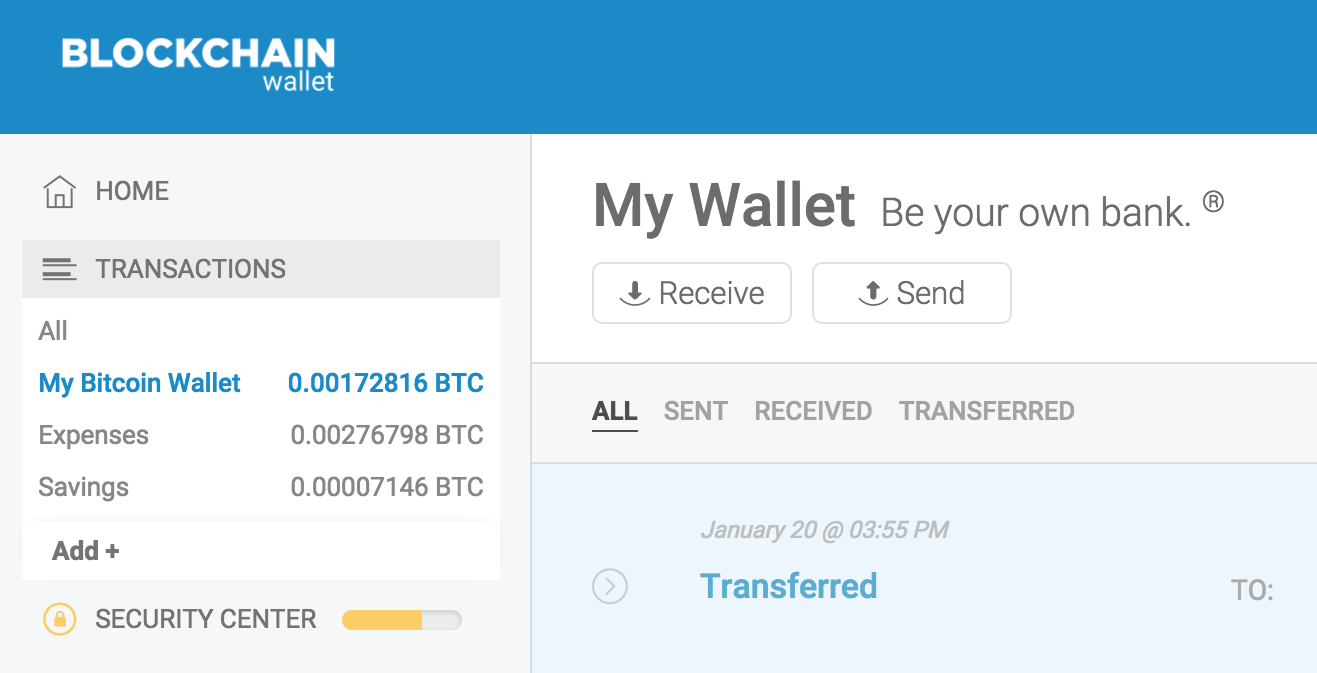 BLOCKCHAIN
wallet
HOME
TRANSACTIONS
All
My Bitcoin Wallet 0.00172816 BTC
Expenses 0.00276798 BTC
Savings 0.00007146 BTC
Add +
SECURITY CENTER
My Wallet Be your own bank. ®
Receive Send
ALL SENT RECEIVED TRANSFERRED
January 20 @ 03:55 PM
Transferred TO: